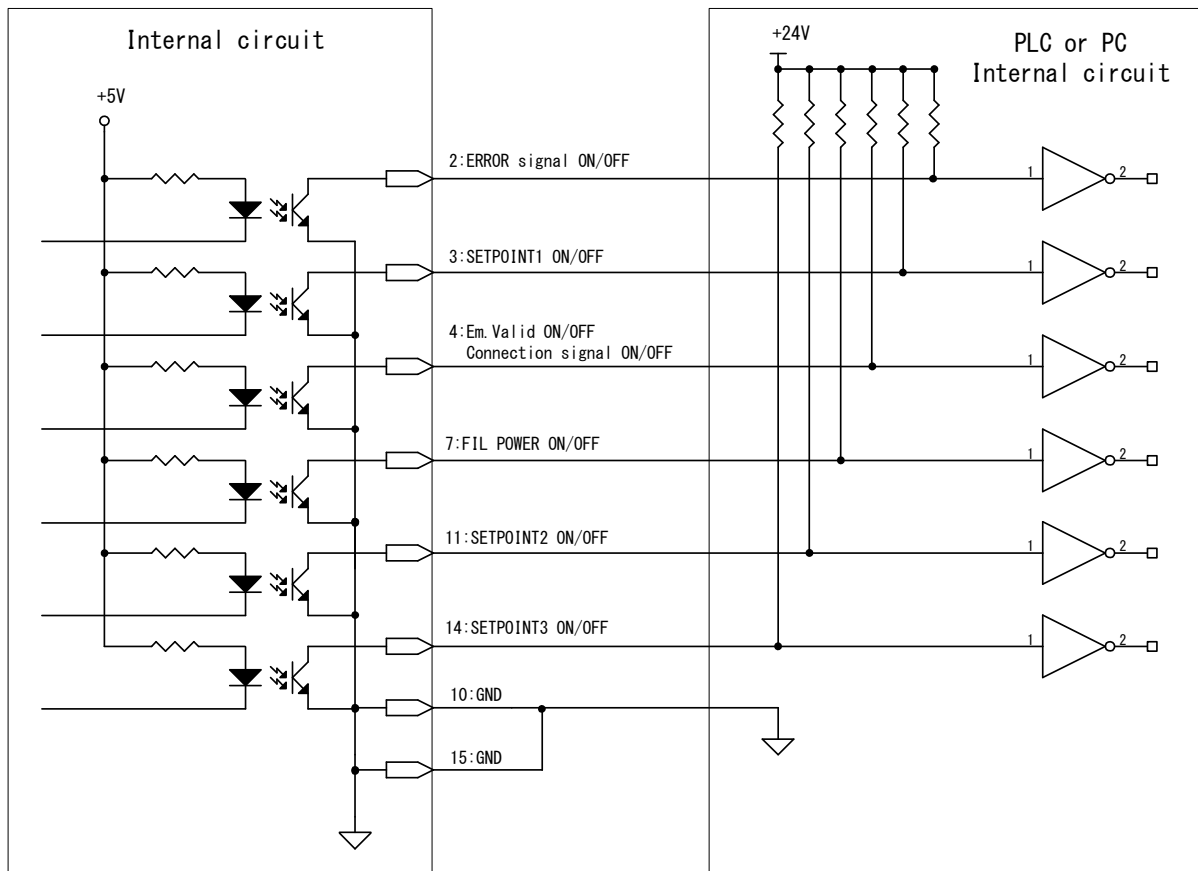 Internal circuit
+5V
+24V
PLC or PC
Internal circuit
2:ERROR signal ON/OFF
1
2
3:SETPOINT1 ON/OFF
1
2
4:Em.Valid ON/OFF
Connection signal ON/OFF
1
2
7:FIL POWER ON/OFF
1
2
11:SETPOINT2 ON/OFF
1
2
14:SETPOINT3 ON/OFF
1
2
10:GND
15:GND